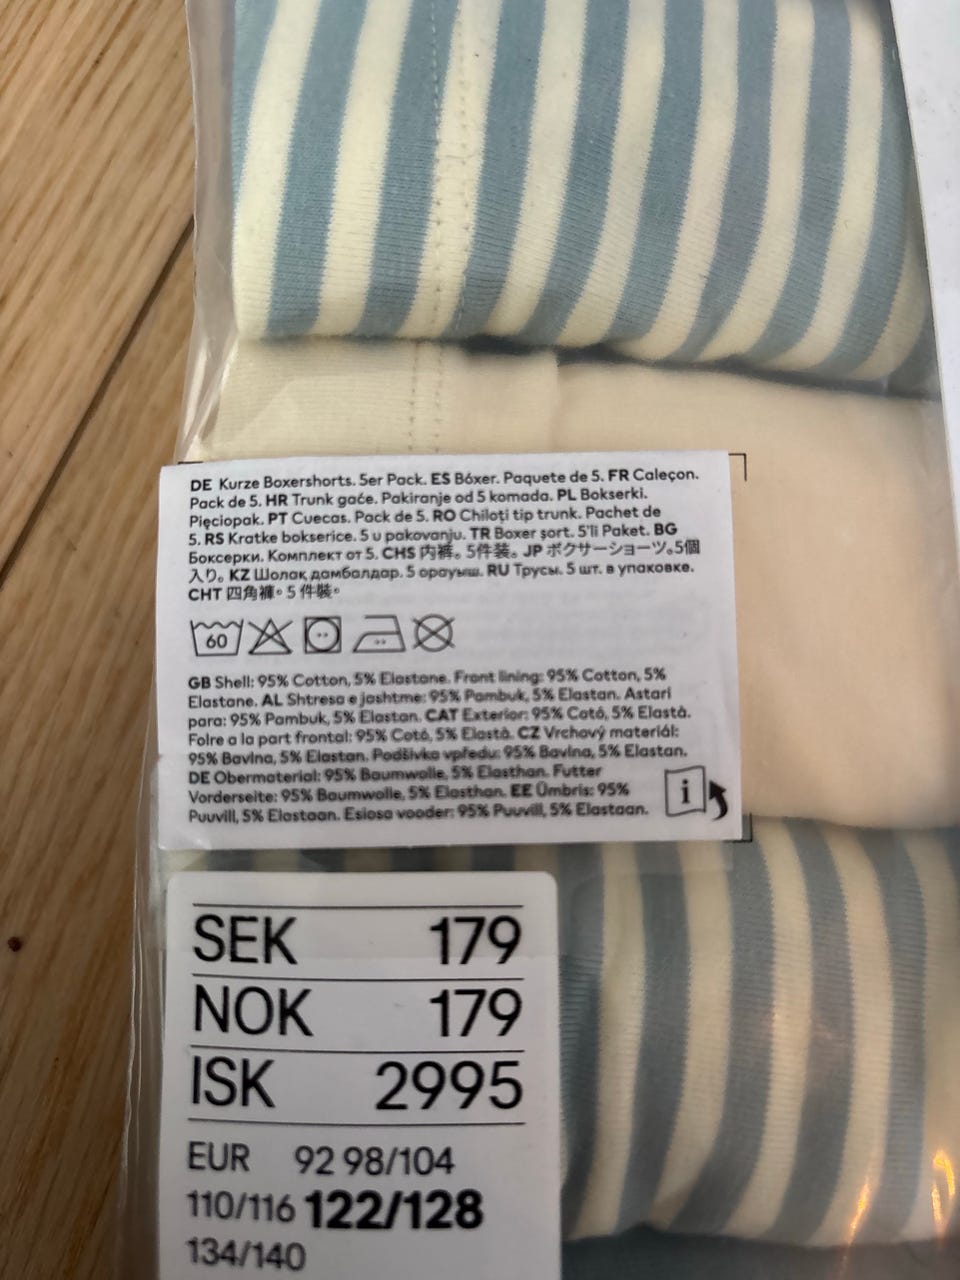 DE Kurze Boxershorts. 5er Pack. ES Bóxer. Paquete de 5. FR Caleçon.
Pack de 5. HR Trunk gaće. Pakiranje od 5 komada. PL Bokserki.
Pięciopak. PT Cuecas. Pack de 5. RO Chiloți tip trunk. Pachet de
5. RS Kratke bokserice. 5 u pakovanju. TR Boxer şort. 5'li Paket. BG
Боксерки. Комплект от 5. CHS 内裤。5件装。JP ボクサーショーツ。5個
入り。KZ Шолақ дамбалдар. 5 орауыш. RU Трусы. 5 шт. в упаковке.
CHT 四角褲。5 件裝。
60
GB Shell: 95% Cotton, 5% Elastane. Front lining: 95% Cotton, 5%
Elastane. AL Shtresa e jashtme: 95% Pambuk, 5% Elastan. Astari
para: 95% Pambuk, 5% Elastan. CAT Exterior: 95% Cotó, 5% Elastà.
Folre a la part frontal: 95% Cotó, 5% Elastà. CZ Vrchový materiál:
95% Bavlna, 5% Elastan. Podšívka vpředu: 95% Bavlna, 5% Elastan.
DE Obermaterial: 95% Baumwolle, 5% Elasthan. Futter
Vorderseite: 95% Baumwolle, 5% Elasthan. EE Ümbris: 95%
Puuvill, 5% Elastaan. Esiosa vooder: 95% Puuvill, 5% Elastaan.
i
SEK 179
NOK 179
ISK 2995
EUR 92 98/104
110/116 122/128
134/140